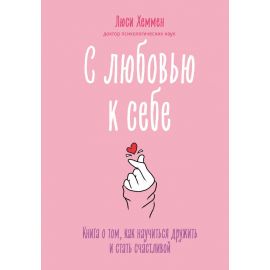 Люси Хеммен
доктор психологических наук
С любовью
к себе
Книга о том, как научиться дружить
и стать счастливой